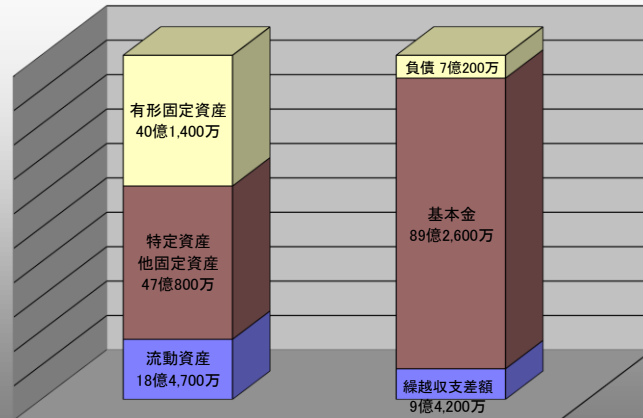 有形固定資産
40億1,400万
特定資産
他固定資産
47億800万
流動資産
18億4,700万
負債 7億200万
基本金
89億2,600万
繰越収支差額
9億4,200万